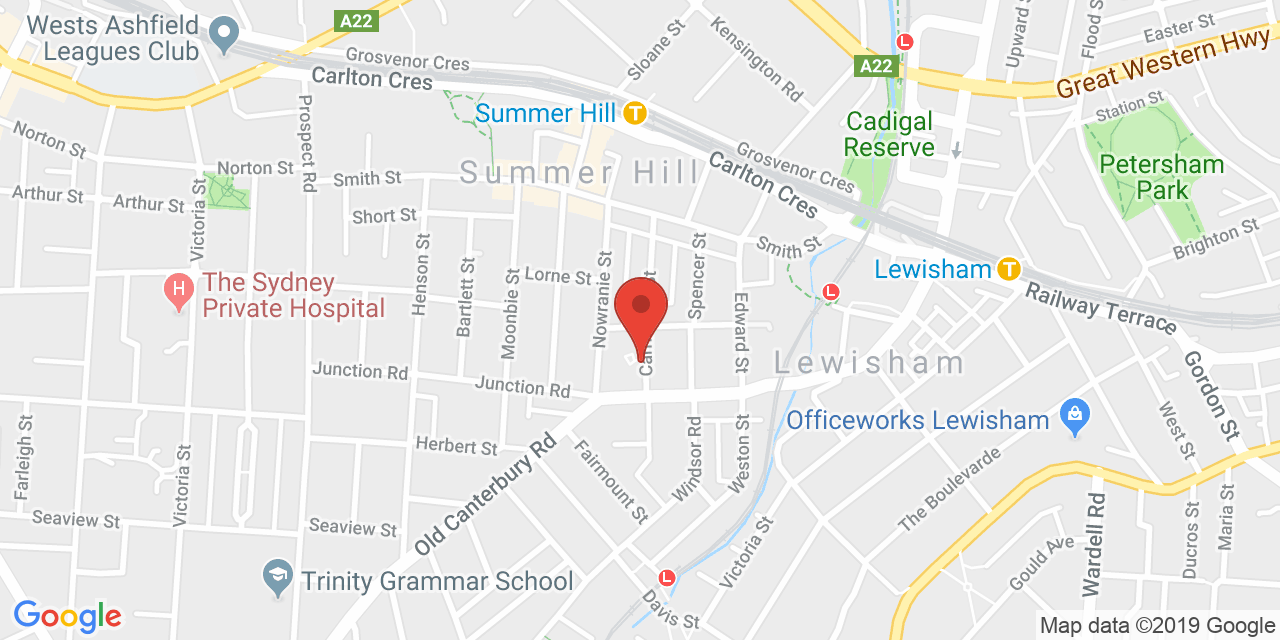 Wests Ashfield
Leagues Club
A22
Grosvenor Cres
Carlton Cres
Sloane St
Kensington Rd
A22
Upward S
Flood S
Easter St
Great Western Hwy
Station St
Summer Hill
T
Cadigal
Reserve
Petersham
Park
Prospect Rd
Norton St
Norton St
Smith St
Summer Hill
Carlton Cres
Grosvenor Cres
Arthur St
Arthur St
Victoria St
Short St
Brighton St
Smith St
Lewisham
T
Railway Terrace
The Sydney
Private Hospital
H
Henson St
Bartlett St
Moonbie St
Lorne St
Nowranie St
St
Spencer St
Edward St
L
L
Junction Rd
Junction Rd
Lewisham
Gordon St
Officeworks Lewisham
West St
Farleigh St
Victoria St
Herbert St
Old Canterbury Rd
Fairmount St
Windsor Rd
Weston St
The Boulevarde
Seaview St
Seaview St
Victoria St
Wardell Rd
Ducros St
Maria St
Gould Ave
Trinity Grammar School
L
Davis St
Google
Map data ©2019 Google